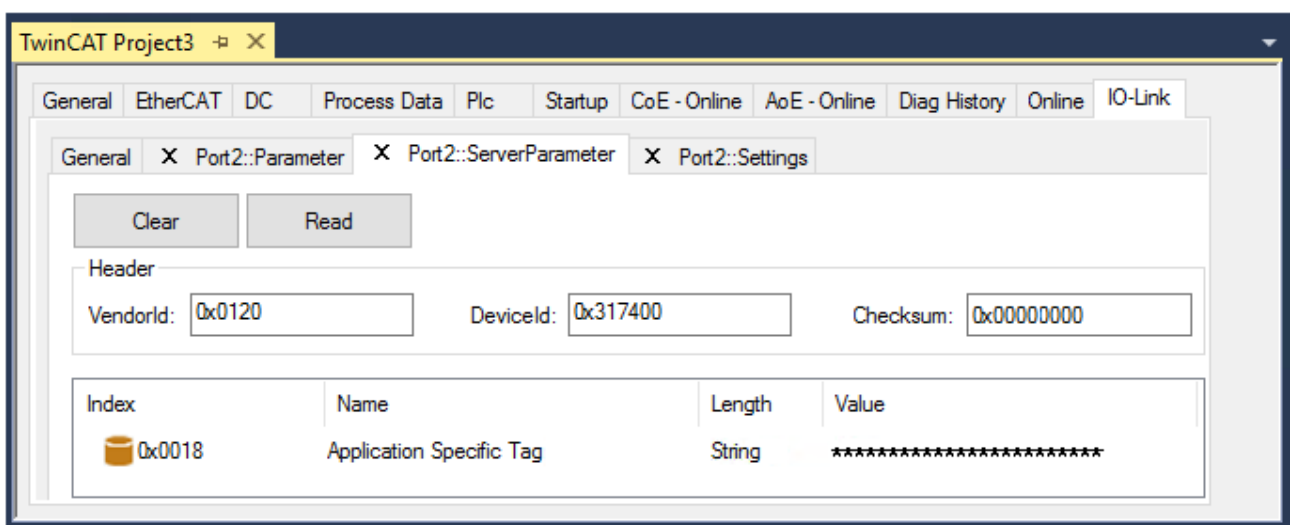 TwinCAT Project3
General EtherCAT DC Process Data Plc Startup CoE - Online AoE - Online Diag History Online IO-Link
General X Port2::Parameter X Port2::ServerParameter X Port2::Settings
Clear Read
Header
VendorId: 0x0120 DeviceId: 0x317400 Checksum: 0x00000000
Index Name Length Value
0x0018 Application Specific Tag String ************************